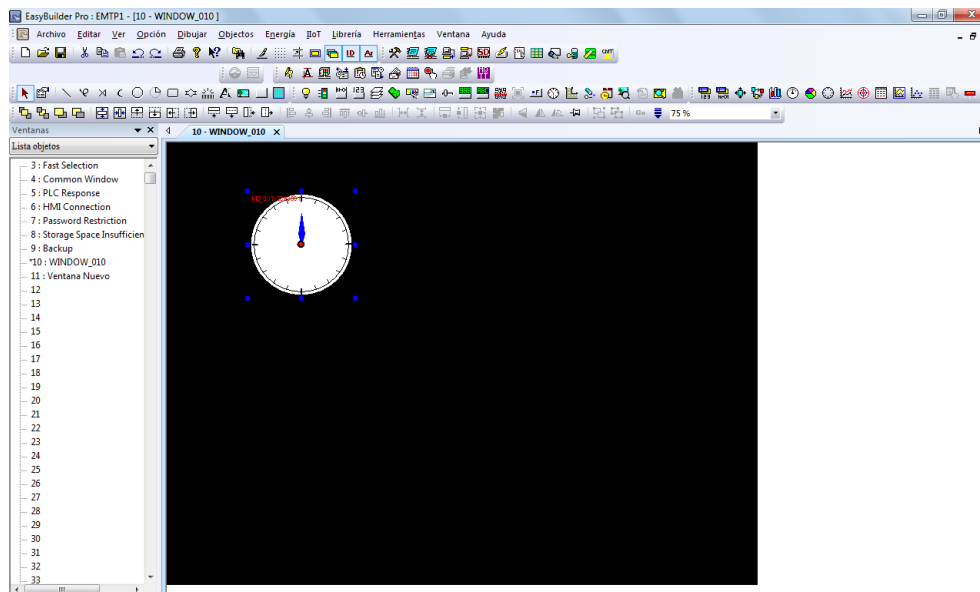 EasyBuilder Pro : EMTP1 - [10 - WINDOW_010 ]
Archivo Editar Ver Opción Dibujar Objectos Energía IIoT Librería Herramientas Ventana Ayuda
75 %
Ventanas
10 - WINDOW_010
Lista objetos
3 : Fast Selection
4 : Common Window
5 : PLC Response
6 : HMI Connection
7 : Password Restriction
8 : Storage Space Insufficien
9 : Backup
*10 : WINDOW_010
11 : Ventana Nuevo
12
13
14
15
16
17
18
19
20
21
22
23
24
25
26
27
28
29
30
31
32
33